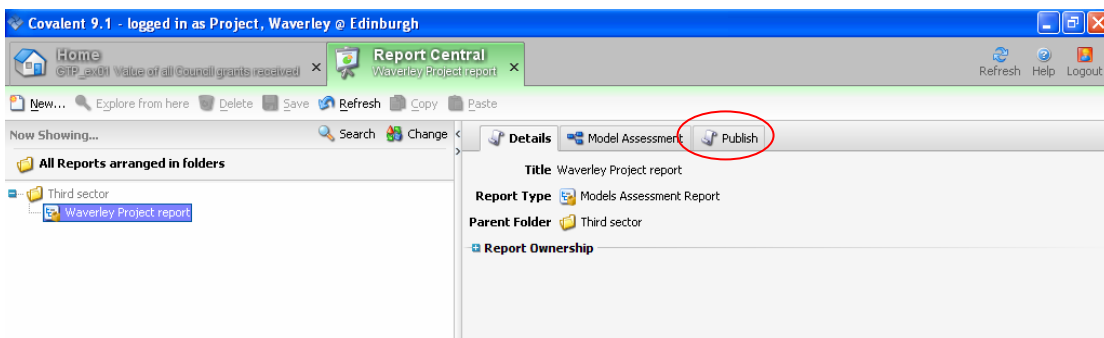 Covalent 9.1 - logged in as Project, Waverley @ Edinburgh
Home
Value of all Council grants received
Report Central
Waverley Project report
Refresh Help Logout
New... Explore from here Delete Save Refresh Copy Paste
Now Showing... Search Change
All Reports arranged in folders
Third sector
Waverley Project report
Details Model Assessment Publish
Title Waverley Project report
Report Type Models Assessment Report
Parent Folder Third sector
Report Ownership